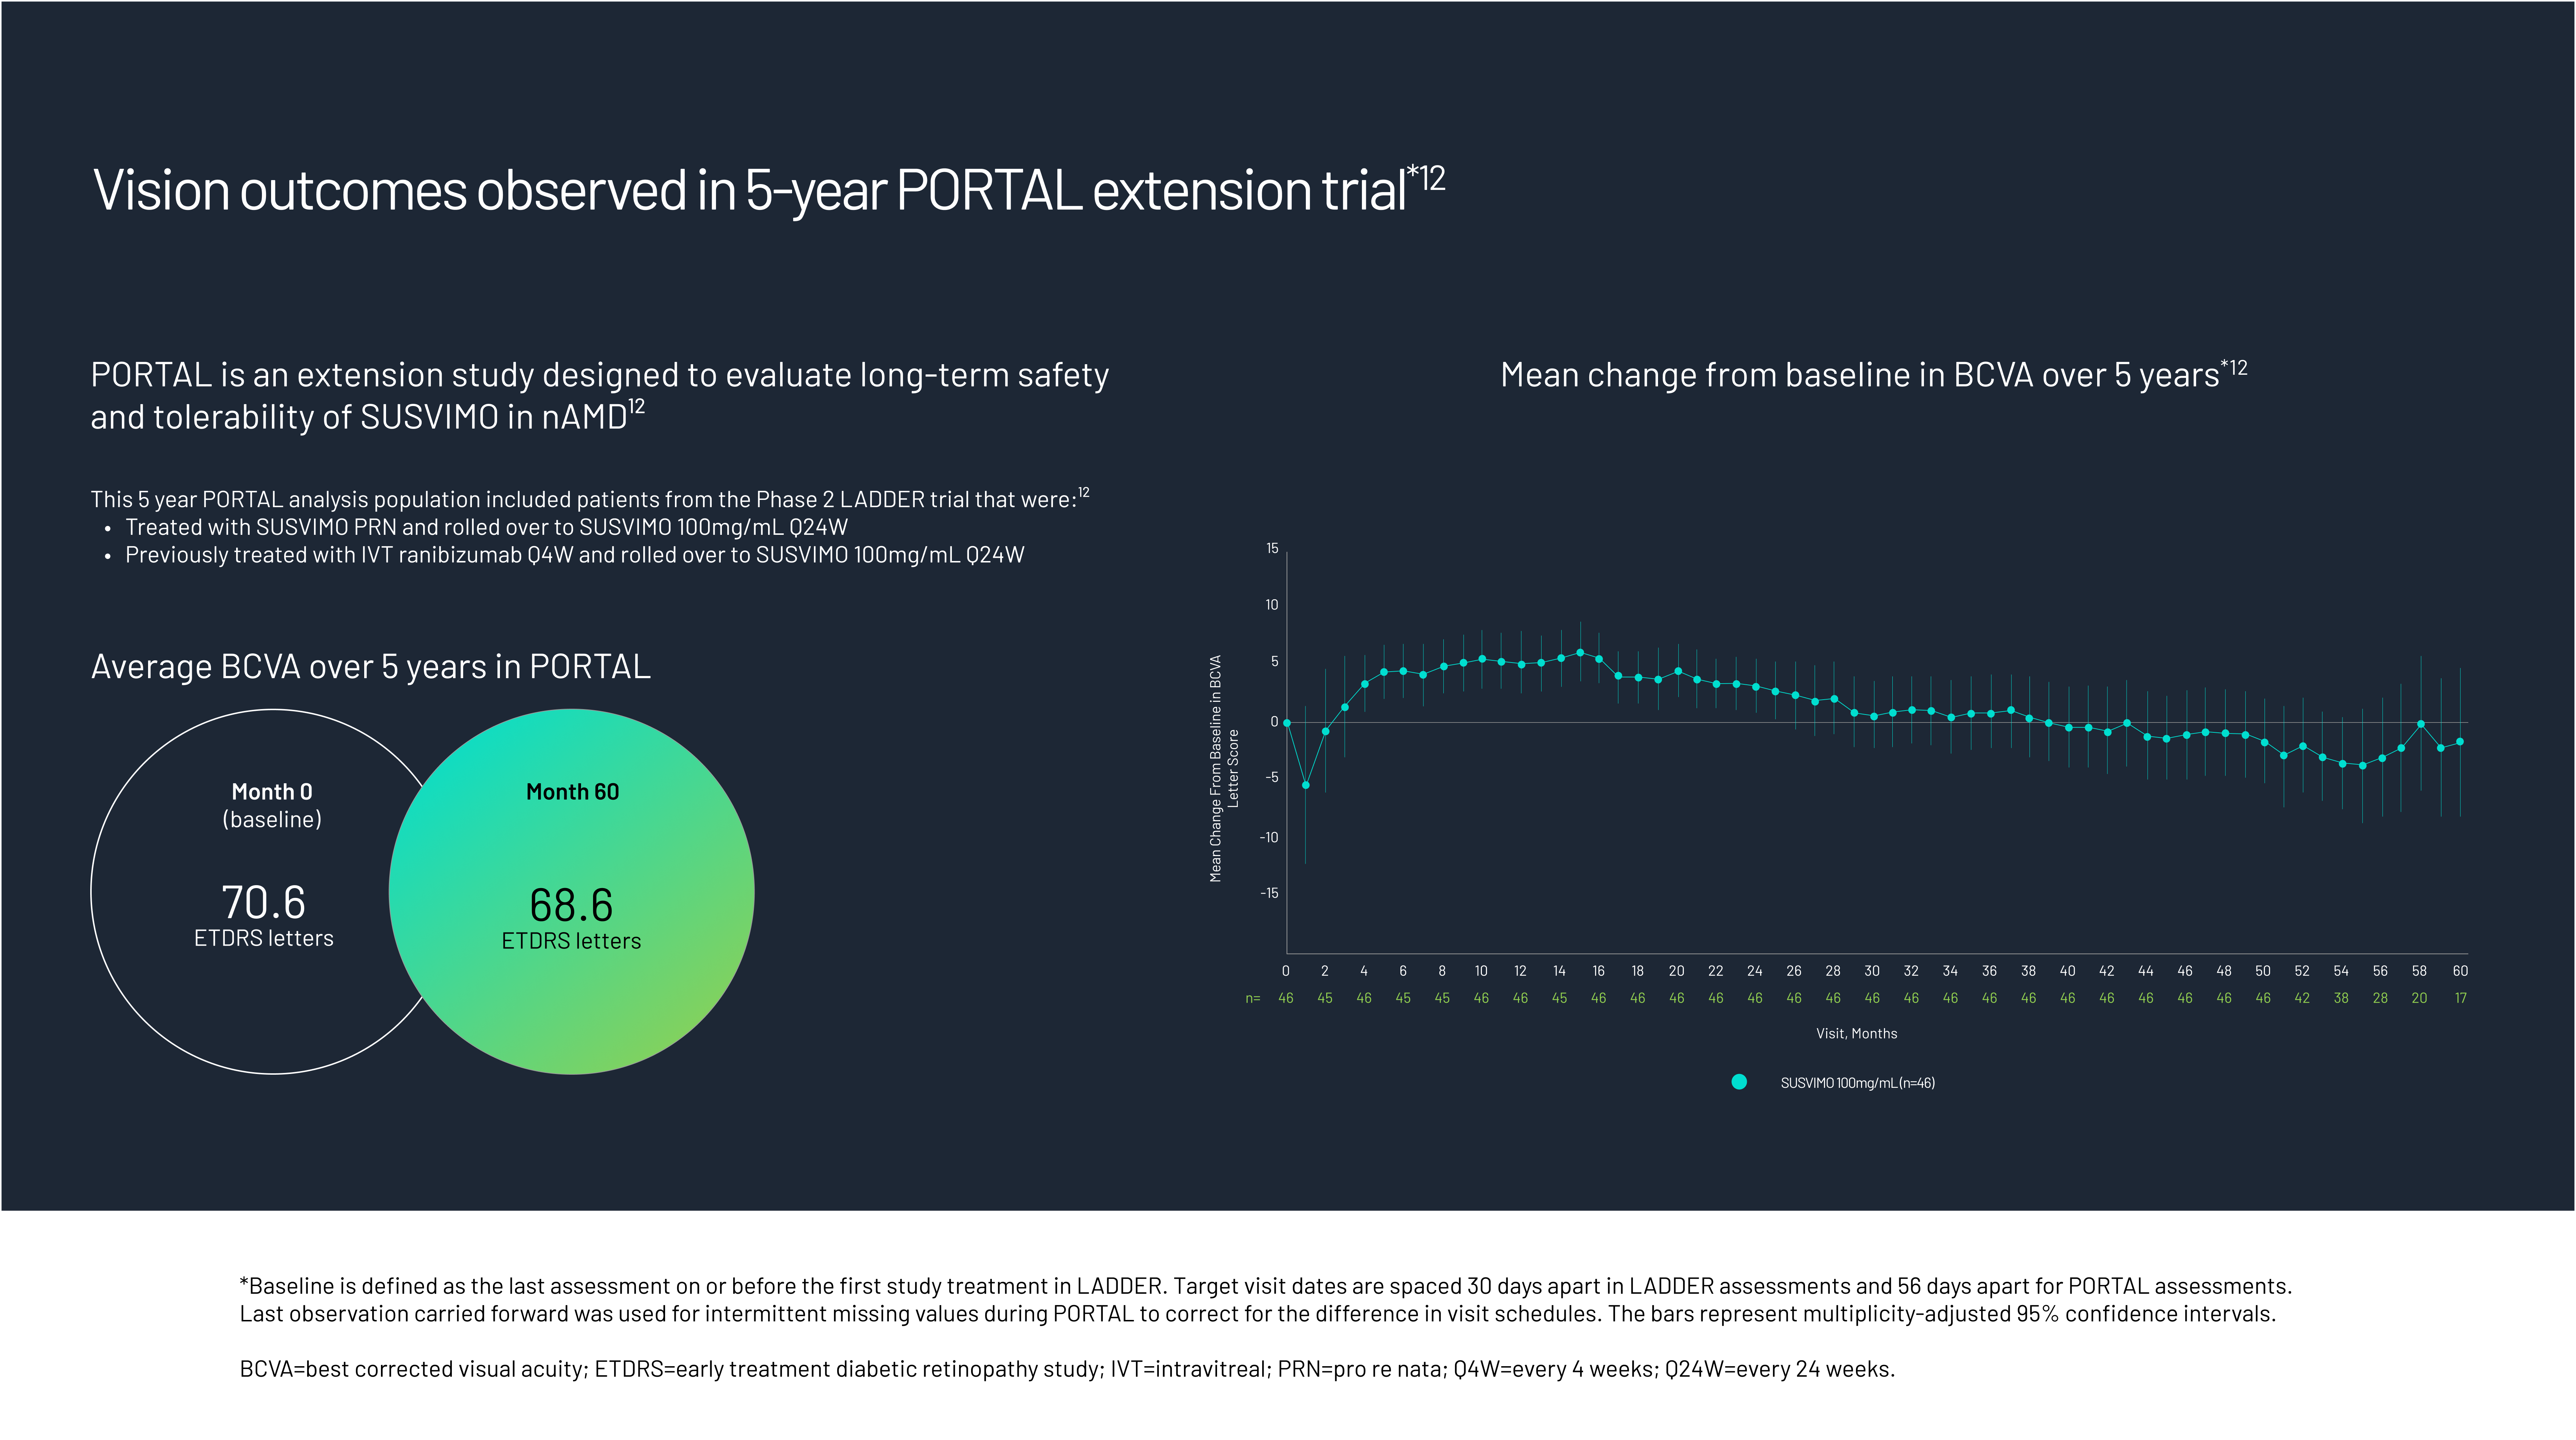 Vision outcomes observed in 5-year PORTAL extension trial*12
PORTAL is an extension study designed to evaluate long-term safety
and tolerability of SUSVIMO in nAMD12
This 5 year PORTAL analysis population included patients from the Phase 2 LADDER trial that were:12
• Treated with SUSVIMO PRN and rolled over to SUSVIMO 100mg/mL Q24W
• Previously treated with IVT ranibizumab Q4W and rolled over to SUSVIMO 100mg/mL Q24W
Average BCVA over 5 years in PORTAL
Month 0
(baseline)
70.6
ETDRS letters
Month 60
68.6
ETDRS letters
Mean change from baseline in BCVA over 5 years*12
Mean Change From Baseline in BCVA
Letter Score
15
10
5
0
-5
-10
-15
0 2 4 6 8 10 12 14 16 18 20 22 24 26 28 30 32 34 36 38 40 42 44 46 48 50 52 54 56 58 60
n= 46 45 46 45 45 46 46 45 46 46 46 46 46 46 46 46 46 46 46 46 46 46 46 46 46 46 42 38 28 20 17
Visit, Months
SUSVIMO 100mg/mL (n=46)
*Baseline is defined as the last assessment on or before the first study treatment in LADDER. Target visit dates are spaced 30 days apart in LADDER assessments and 56 days apart for PORTAL assessments.
Last observation carried forward was used for intermittent missing values during PORTAL to correct for the difference in visit schedules. The bars represent multiplicity-adjusted 95% confidence intervals.
BCVA=best corrected visual acuity; ETDRS=early treatment diabetic retinopathy study; IVT=intravitreal; PRN=pro re nata; Q4W=every 4 weeks; Q24W=every 24 weeks.